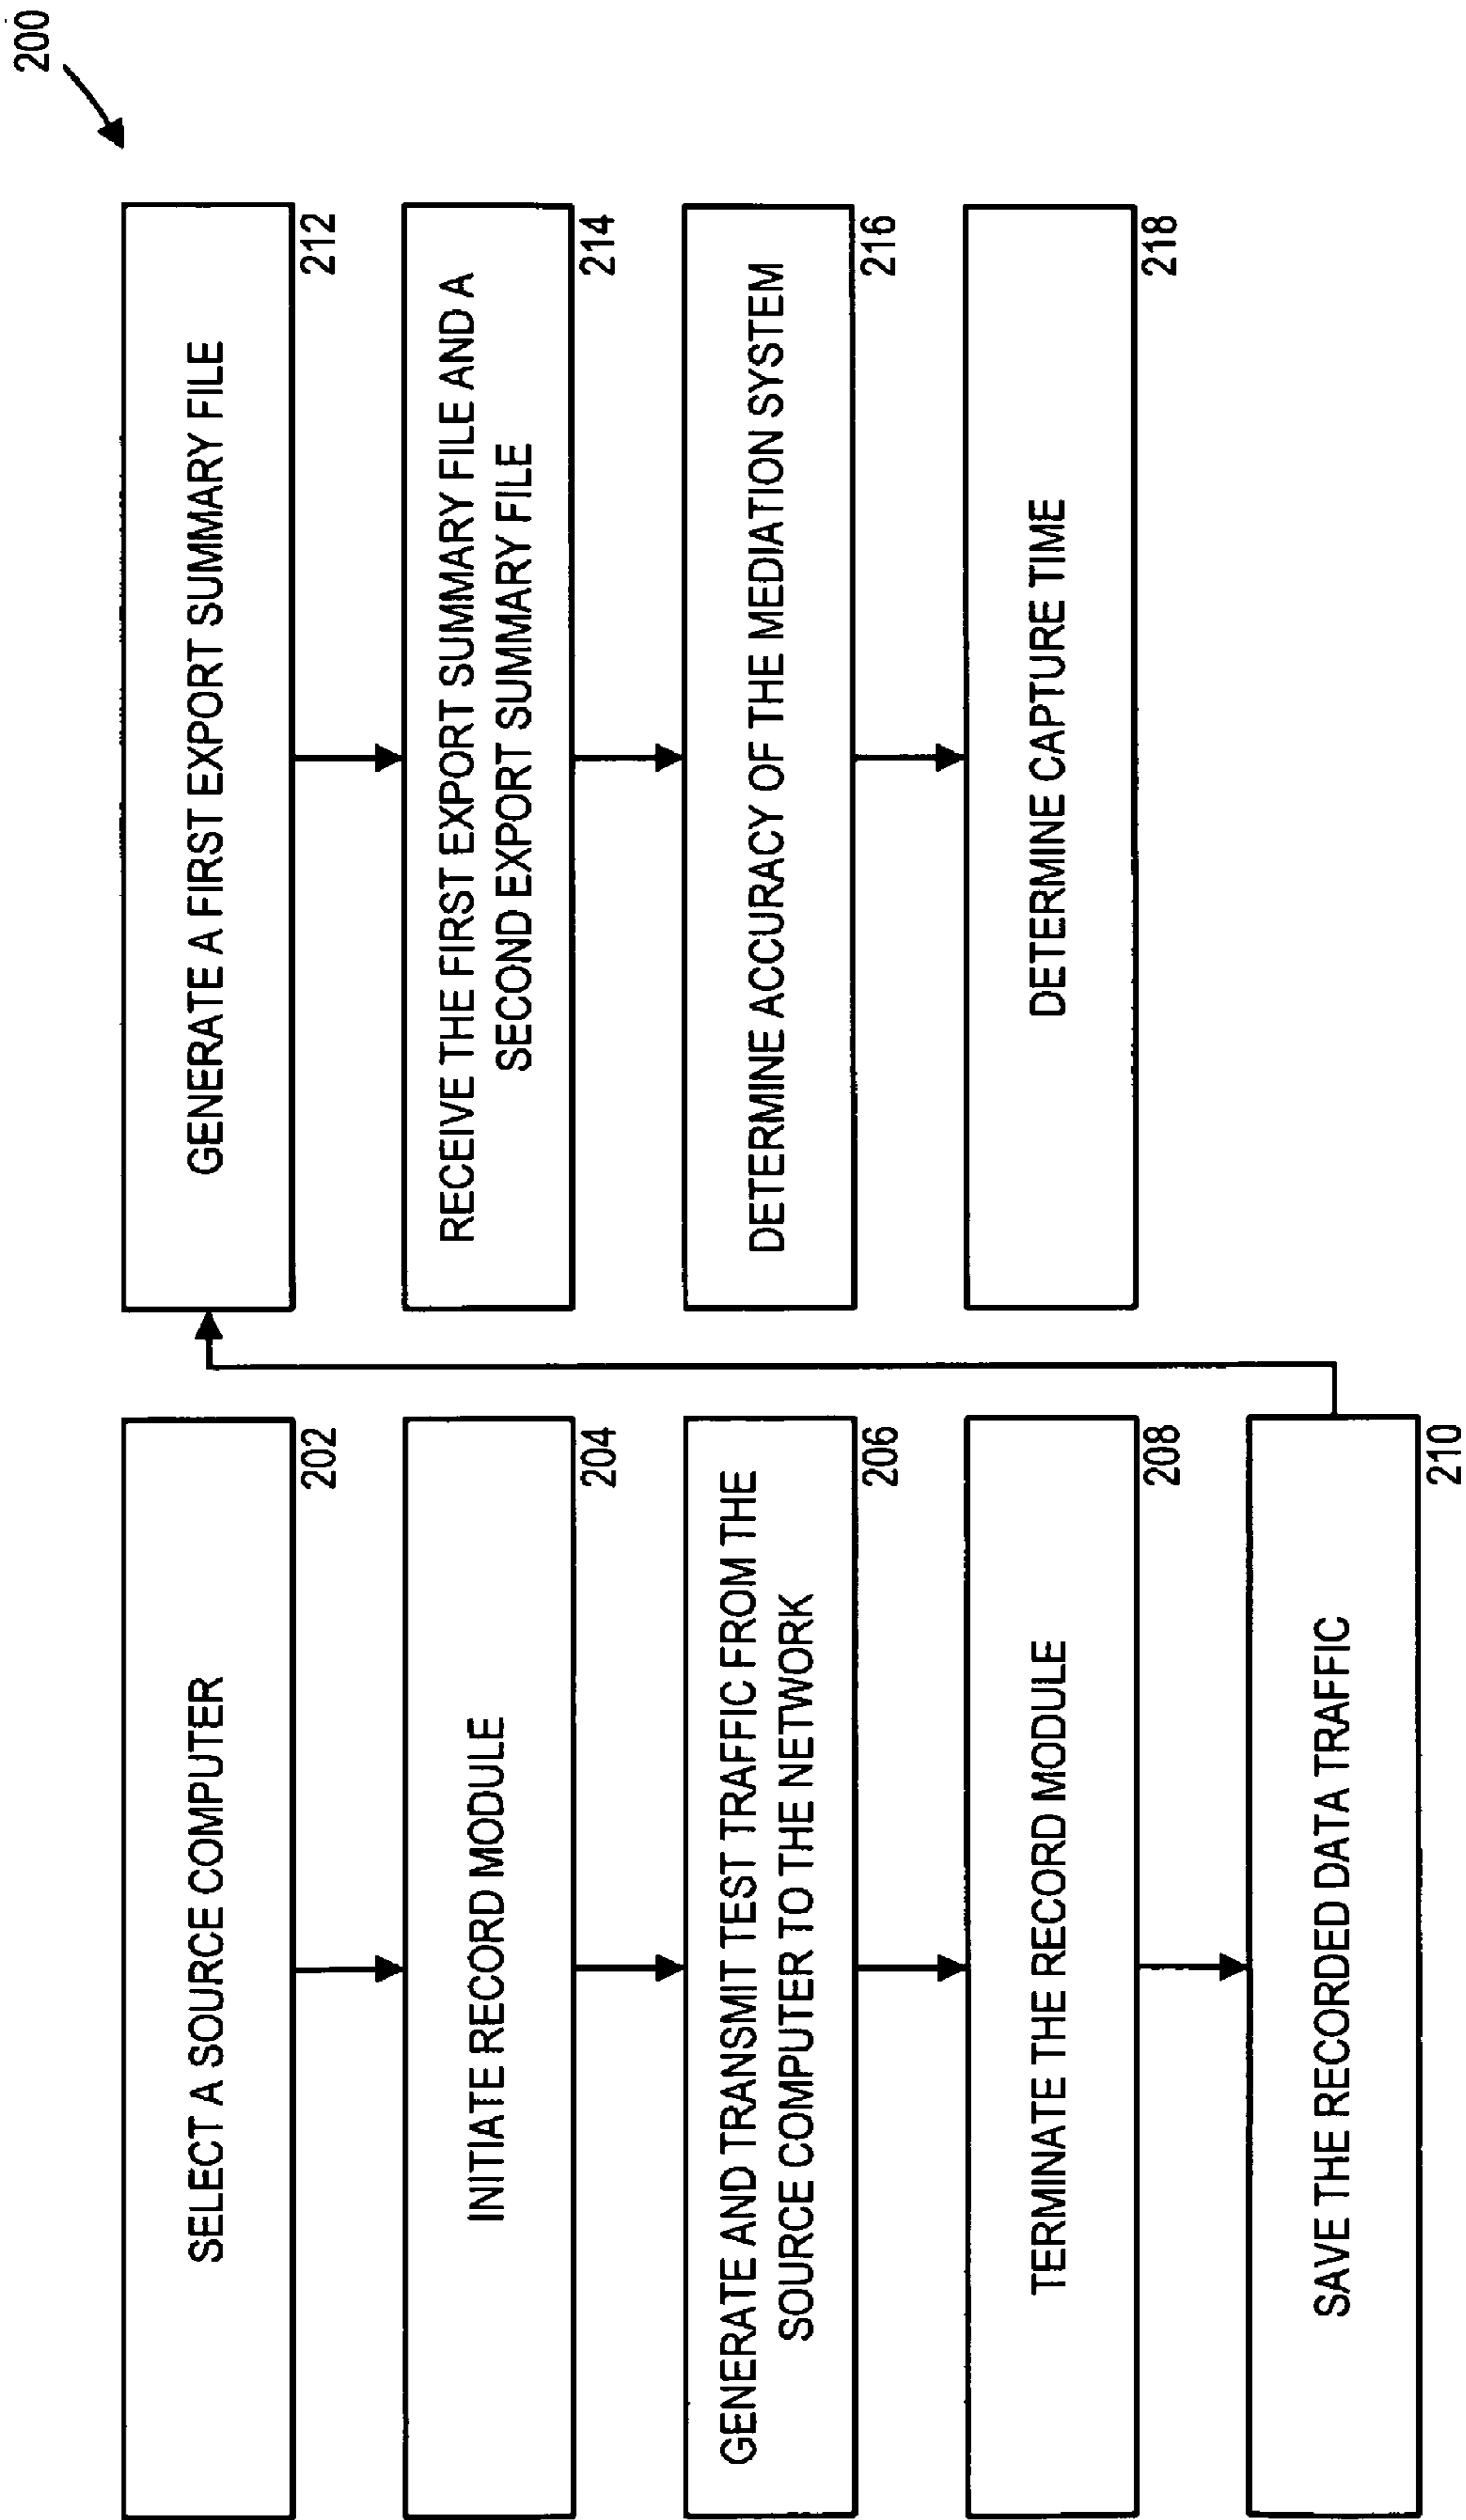 200
SELECT A SOURCE COMPUTER
202
INITIATE RECORD MODULE
204
GENERATE AND TRANSMIT TEST TRAFFIC FROM THE
SOURCE COMPUTER TO THE NETWORK
206
TERMINATE THE RECORD MODULE
208
SAVE THE RECORDED DATA TRAFFIC
210
GENERATE A FIRST EXPORT SUMMARY FILE
212
RECEIVE THE FIRST EXPORT SUMMARY FILE AND A
SECOND EXPORT SUMMARY FILE
214
DETERMINE ACCURACY OF THE MEDIATION SYSTEM
216
DETERMINE CAPTURE TIME
218